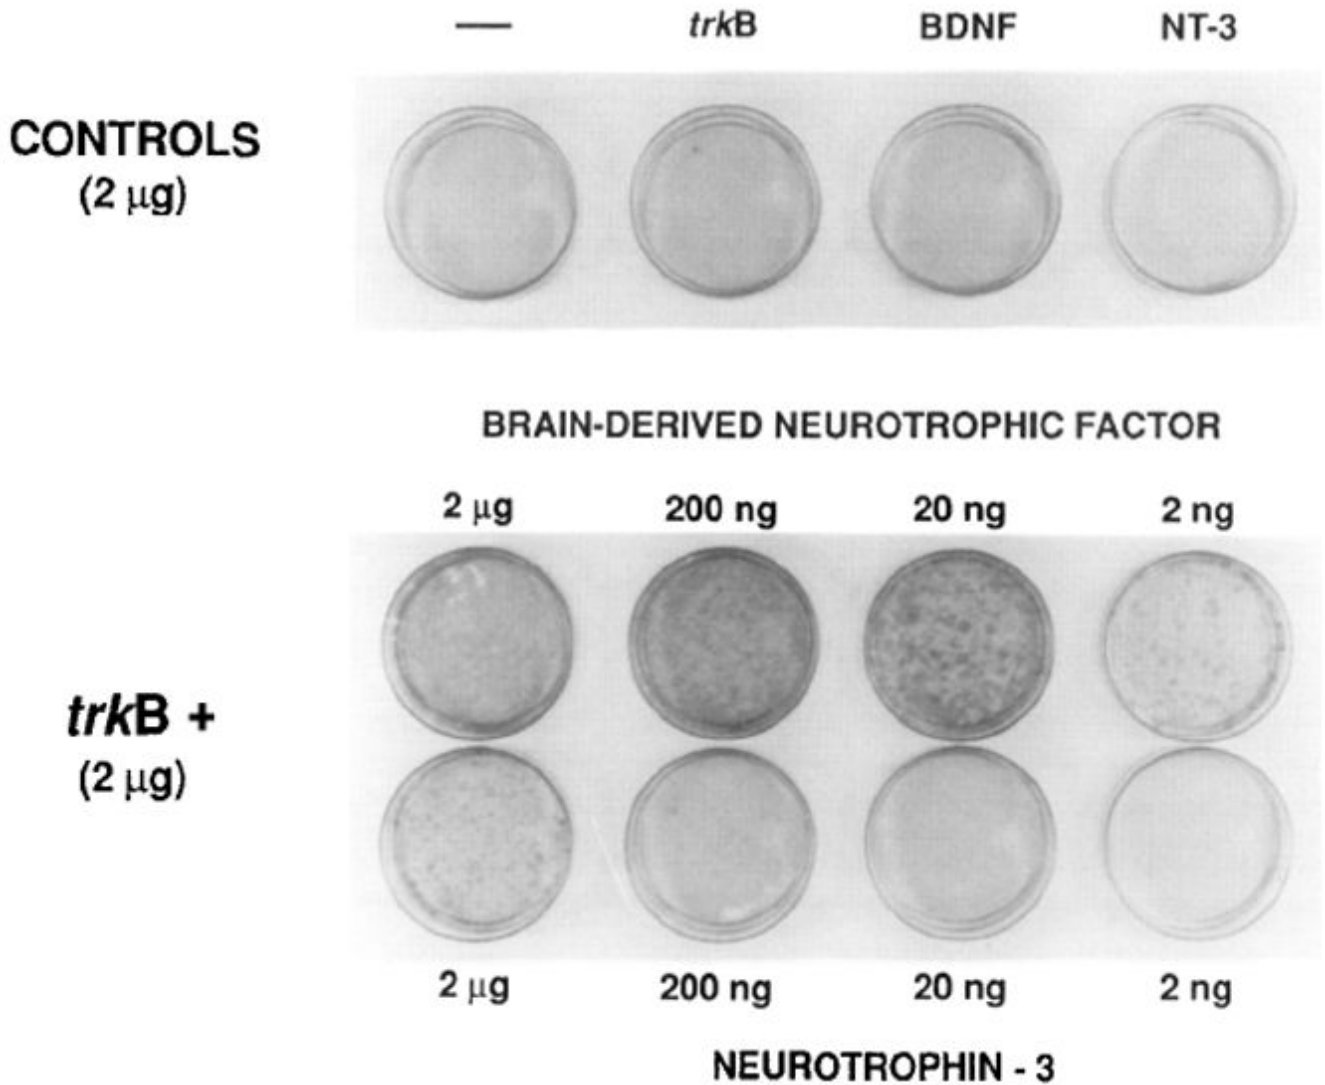 — trkB BDNF NT-3
CONTROLS
(2 µg)
BRAIN-DERIVED NEUROTROPHIC FACTOR
2 µg 200 ng 20 ng 2 ng
trkB +
(2 µg)
2 µg 200 ng 20 ng 2 ng
NEUROTROPHIN - 3